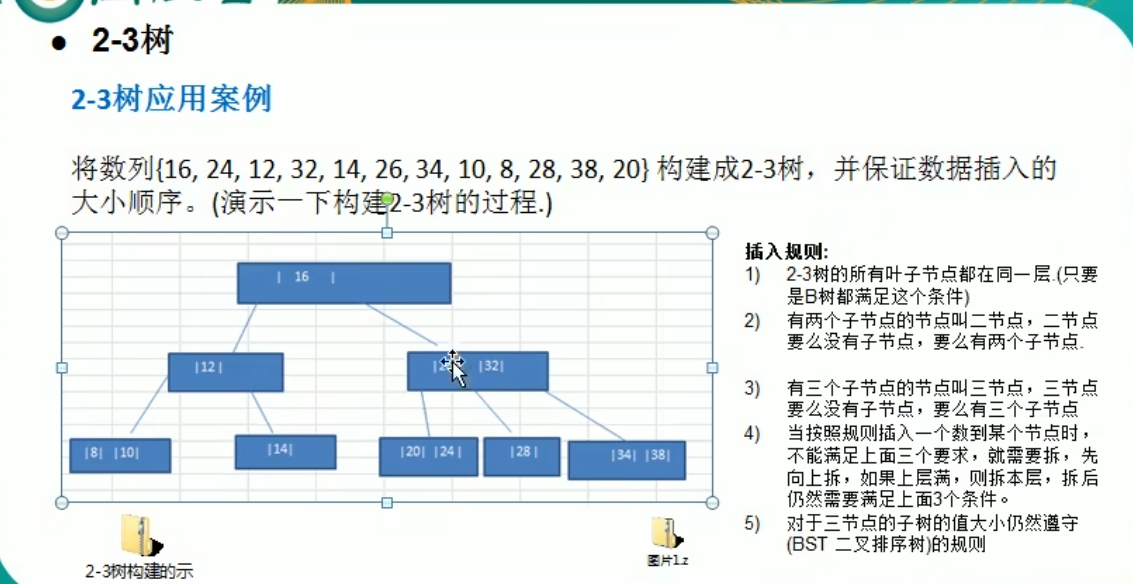 2-3树
2-3树应用案例
将数列{16, 24, 12, 32, 14, 26, 34, 10, 8, 28, 38, 20} 构建成2-3树，并保证数据插入的
大小顺序。(演示一下构建2-3树的过程.)
| 16 |
|12 |
|32|
|8| |10|
|14|
|20| |24 |
|28 |
|34| |38|
插入规则:
1) 2-3树的所有叶子节点都在同一层.(只要
是B树都满足这个条件)
2) 有两个子节点的节点叫二节点，二节点
要么没有子节点，要么有两个子节点.
3) 有三个子节点的节点叫三节点，三节点
要么没有子节点，要么有三个子节点
4) 当按照规则插入一个数到某个节点时，
不能满足上面三个要求，就需要拆，先
向上拆，如果上层满，则拆本层，拆后
仍然需要满足上面3个条件。
5) 对于三节点的子树的值大小仍然遵守
(BST 二叉排序树)的规则
2-3树构建的示
图片1.z